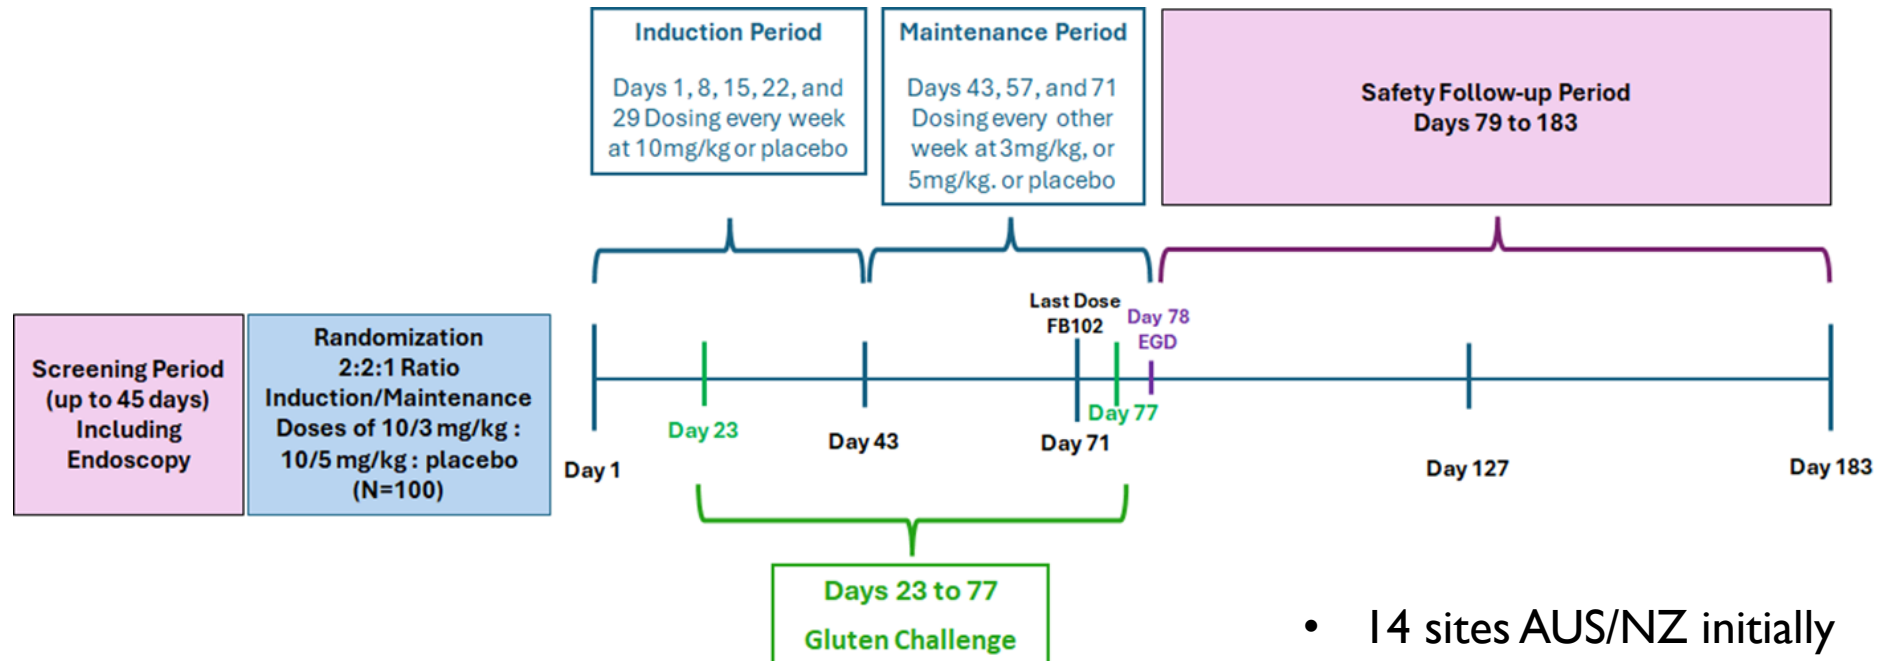 Induction Period
Days 1, 8, 15, 22, and
29 Dosing every week
at 10mg/kg or placebo
Maintenance Period
Days 43, 57, and 71
Dosing every other
week at 3mg/kg, or
5mg/kg. or placebo
Safety Follow-up Period
Days 79 to 183
Screening Period
(up to 45 days)
Including
Endoscopy
Randomization
2:2:1 Ratio
Induction/Maintenance
Doses of 10/3 mg/kg :
10/5 mg/kg : placebo
(N=100)
Last Dose
FB102
Day 78
EGD
Day 1
Day 23
Day 43
Day 71
Day 77
Day 127
Day 183
Days 23 to 77
Gluten Challenge
• 14 sites AUS/NZ initially